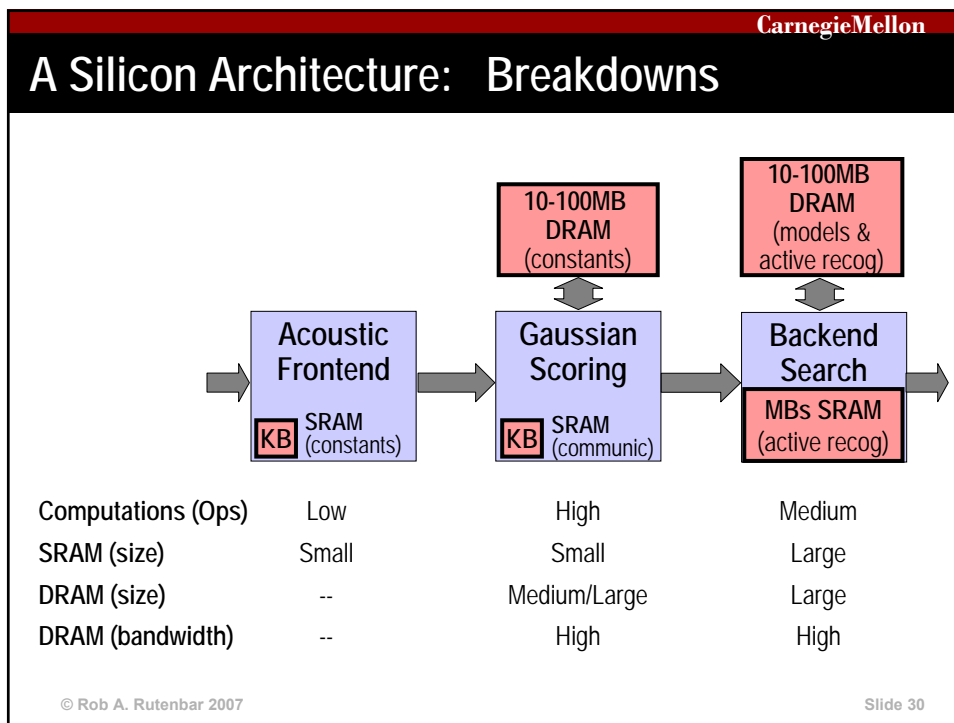 CarnegieMellon
A Silicon Architecture: Breakdowns
10-100MB
DRAM
(constants)
10-100MB
DRAM
(models &
active recog)
Acoustic
Frontend
KB
SRAM
(constants)
Gaussian
Scoring
KB
SRAM
(communic)
Backend
Search
MBs SRAM
(active recog)
Computations (Ops) Low High Medium
SRAM (size) Small Small Large
DRAM (size) -- Medium/Large Large
DRAM (bandwidth) -- High High
© Rob A. Rutenbar 2007 Slide 30